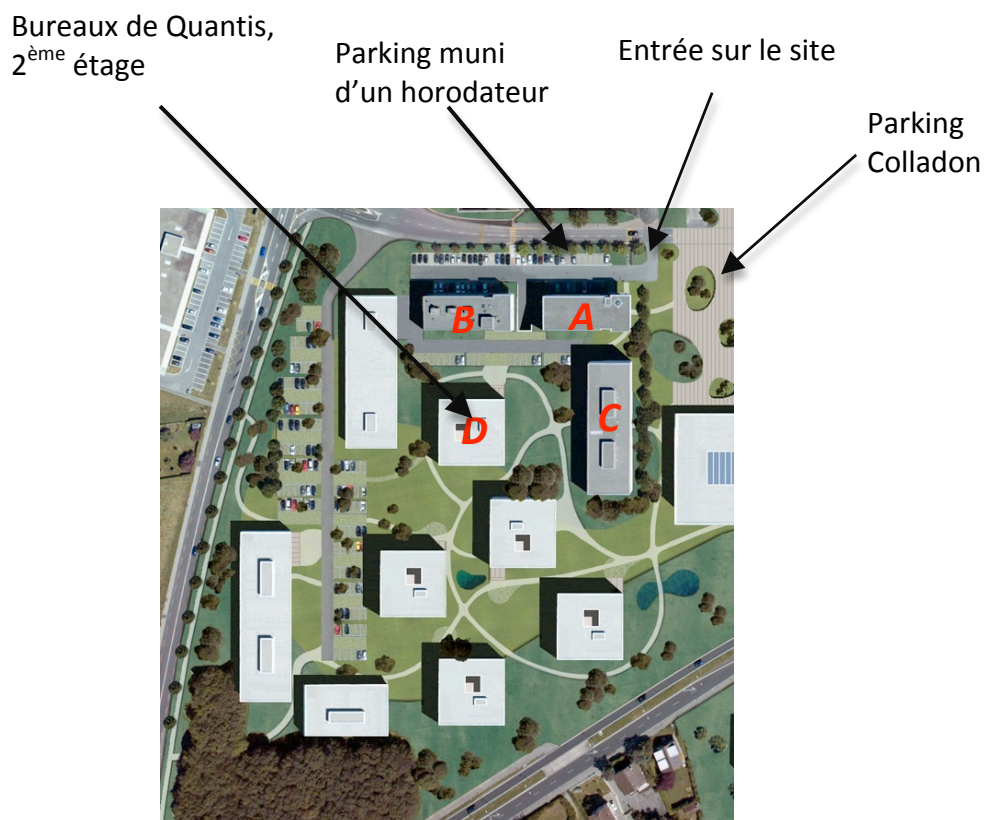 Bureaux de Quantis,
2ème étage
Parking muni
d’un horodateur
Entrée sur le site
Parking
Colladon
B
A
C
D